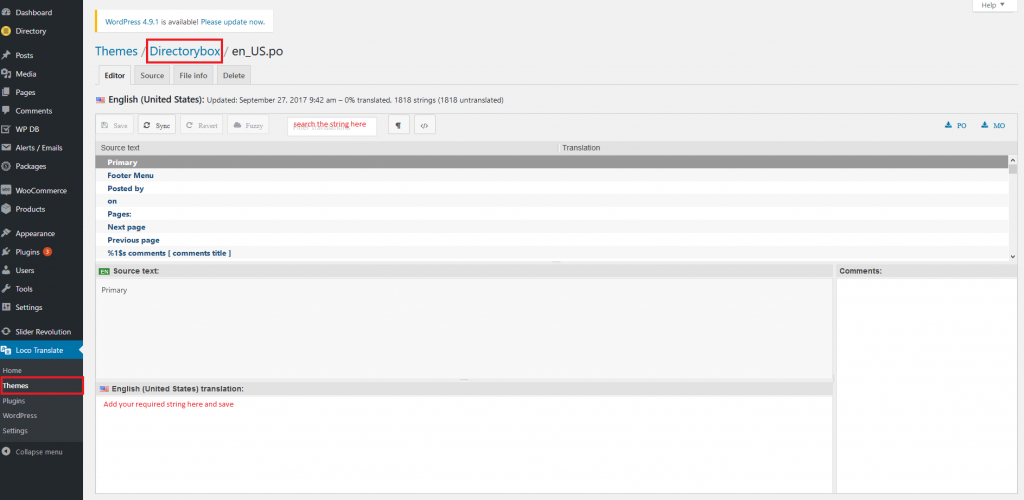 Help
WordPress 4.9.1 is available! Please update now.
Themes / Directorybox / en_US.po
Editor Source File info Delete
English (United States): Updated: September 27, 2017 9:42 am – 0% translated, 1818 strings (1818 untranslated)
Save Sync Revert Fuzzy search the string here ¶ </> PO MO
Source text Translation
Primary
Footer Menu
Posted by
on
Pages:
Next page
Previous page
%1$s comments [ comments title ]
EN Source text:
Primary
Comments:
English (United States) translation:
Add your required string here and save
Dashboard
Directory
Posts
Media
Pages
Comments
WP DB
Alerts / Emails
Packages
WooCommerce
Products
Appearance
Plugins 3
Users
Tools
Settings
Slider Revolution
Loco Translate
Home
Themes
Plugins
WordPress
Settings
Collapse menu